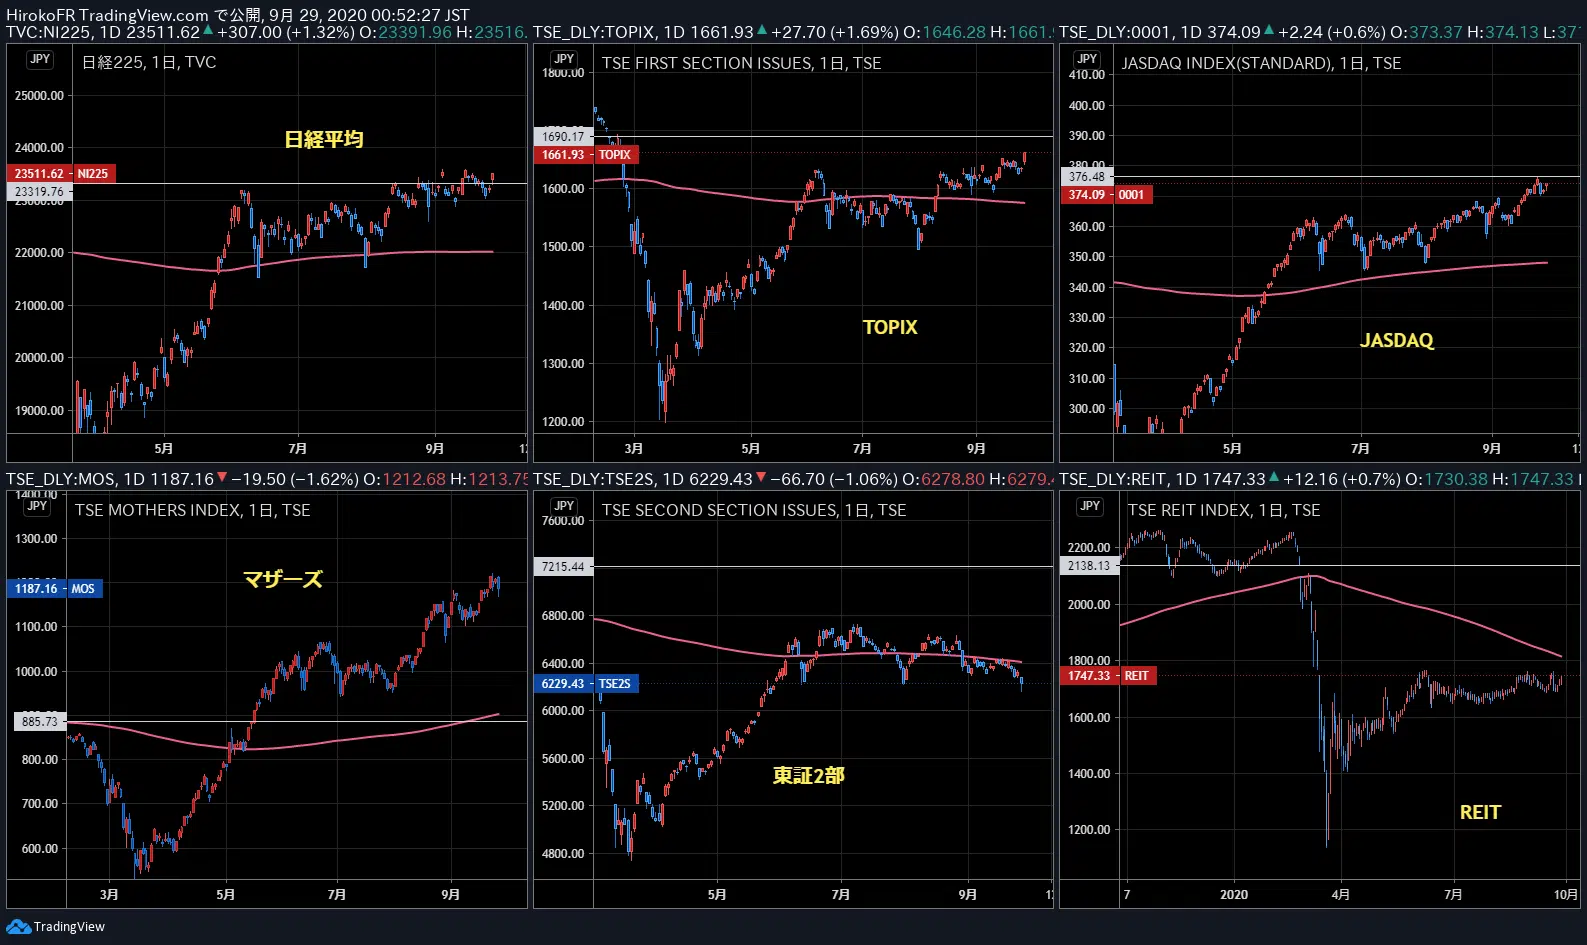 HirokoFR TradingView.com で公開, 9月 29, 2020 00:52:27 JST
TVC:NI225, 1D 23511.62 ▲ +307.00 (+1.32%) O:23391.96 H:23516.
JPY
日経225, 1日, TVC
25000.00
24000.00
23511.62
NI225
23319.76
23000.00
22000.00
21000.00
20000.00
19000.00
日経平均
5月
7月
9月
TSE_DLY:TOPIX, 1D 1661.93 ▲ +27.70 (+1.69%) O:1646.28 H:1661.
JPY
TSE FIRST SECTION ISSUES, 1日, TSE
1800.00
1690.17
1661.93
TOPIX
1600.00
1500.00
1400.00
1300.00
1200.00
TOPIX
3月
5月
7月
9月
TSE_DLY:0001, 1D 374.09 ▲ +2.24 (+0.6%) O:373.37 H:374.13 L:37
JPY
JASDAQ INDEX(STANDARD), 1日, TSE
410.00
400.00
390.00
380.00
376.48
374.09
0001
360.00
350.00
340.00
330.00
320.00
310.00
300.00
JASDAQ
5月
7月
9月
TSE_DLY:MOS, 1D 1187.16 ▼ −19.50 (−1.62%) O:1212.68 H:1213.75
1400.00
JPY
TSE MOTHERS INDEX, 1日, TSE
1300.00
1187.16
MOS
1100.00
1000.00
885.73
800.00
700.00
600.00
マザーズ
3月
5月
7月
9月
TSE_DLY:TSE2S, 1D 6229.43 ▼ −66.70 (−1.06%) O:6278.80 H:6279.
JPY
TSE SECOND SECTION ISSUES, 1日, TSE
7600.00
7215.44
6800.00
6400.00
6229.43
TSE2S
6000.00
5600.00
5200.00
4800.00
東証2部
5月
7月
9月
TSE_DLY:REIT, 1D 1747.33 ▲ +12.16 (+0.7%) O:1730.38 H:1747.33
JPY
TSE REIT INDEX, 1日, TSE
2200.00
2138.13
2000.00
1800.00
1747.33
REIT
1600.00
1400.00
1200.00
REIT
7
2020
4月
7月
10月
TradingView